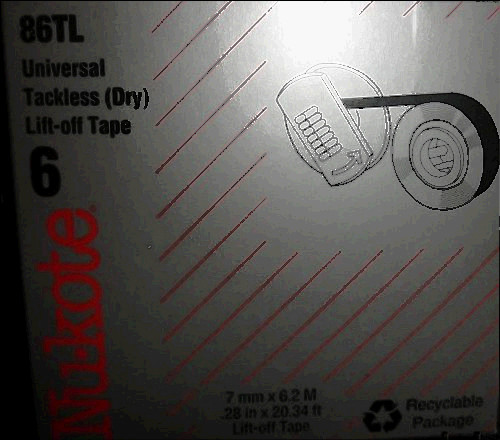 86TL
Universal
Tackless (Dry)
Lift-off Tape
6
Nu-kote®
7 mm x 6.2 M
.28 in x 20.34 ft
Lift-off Tape
Recyclable
Package